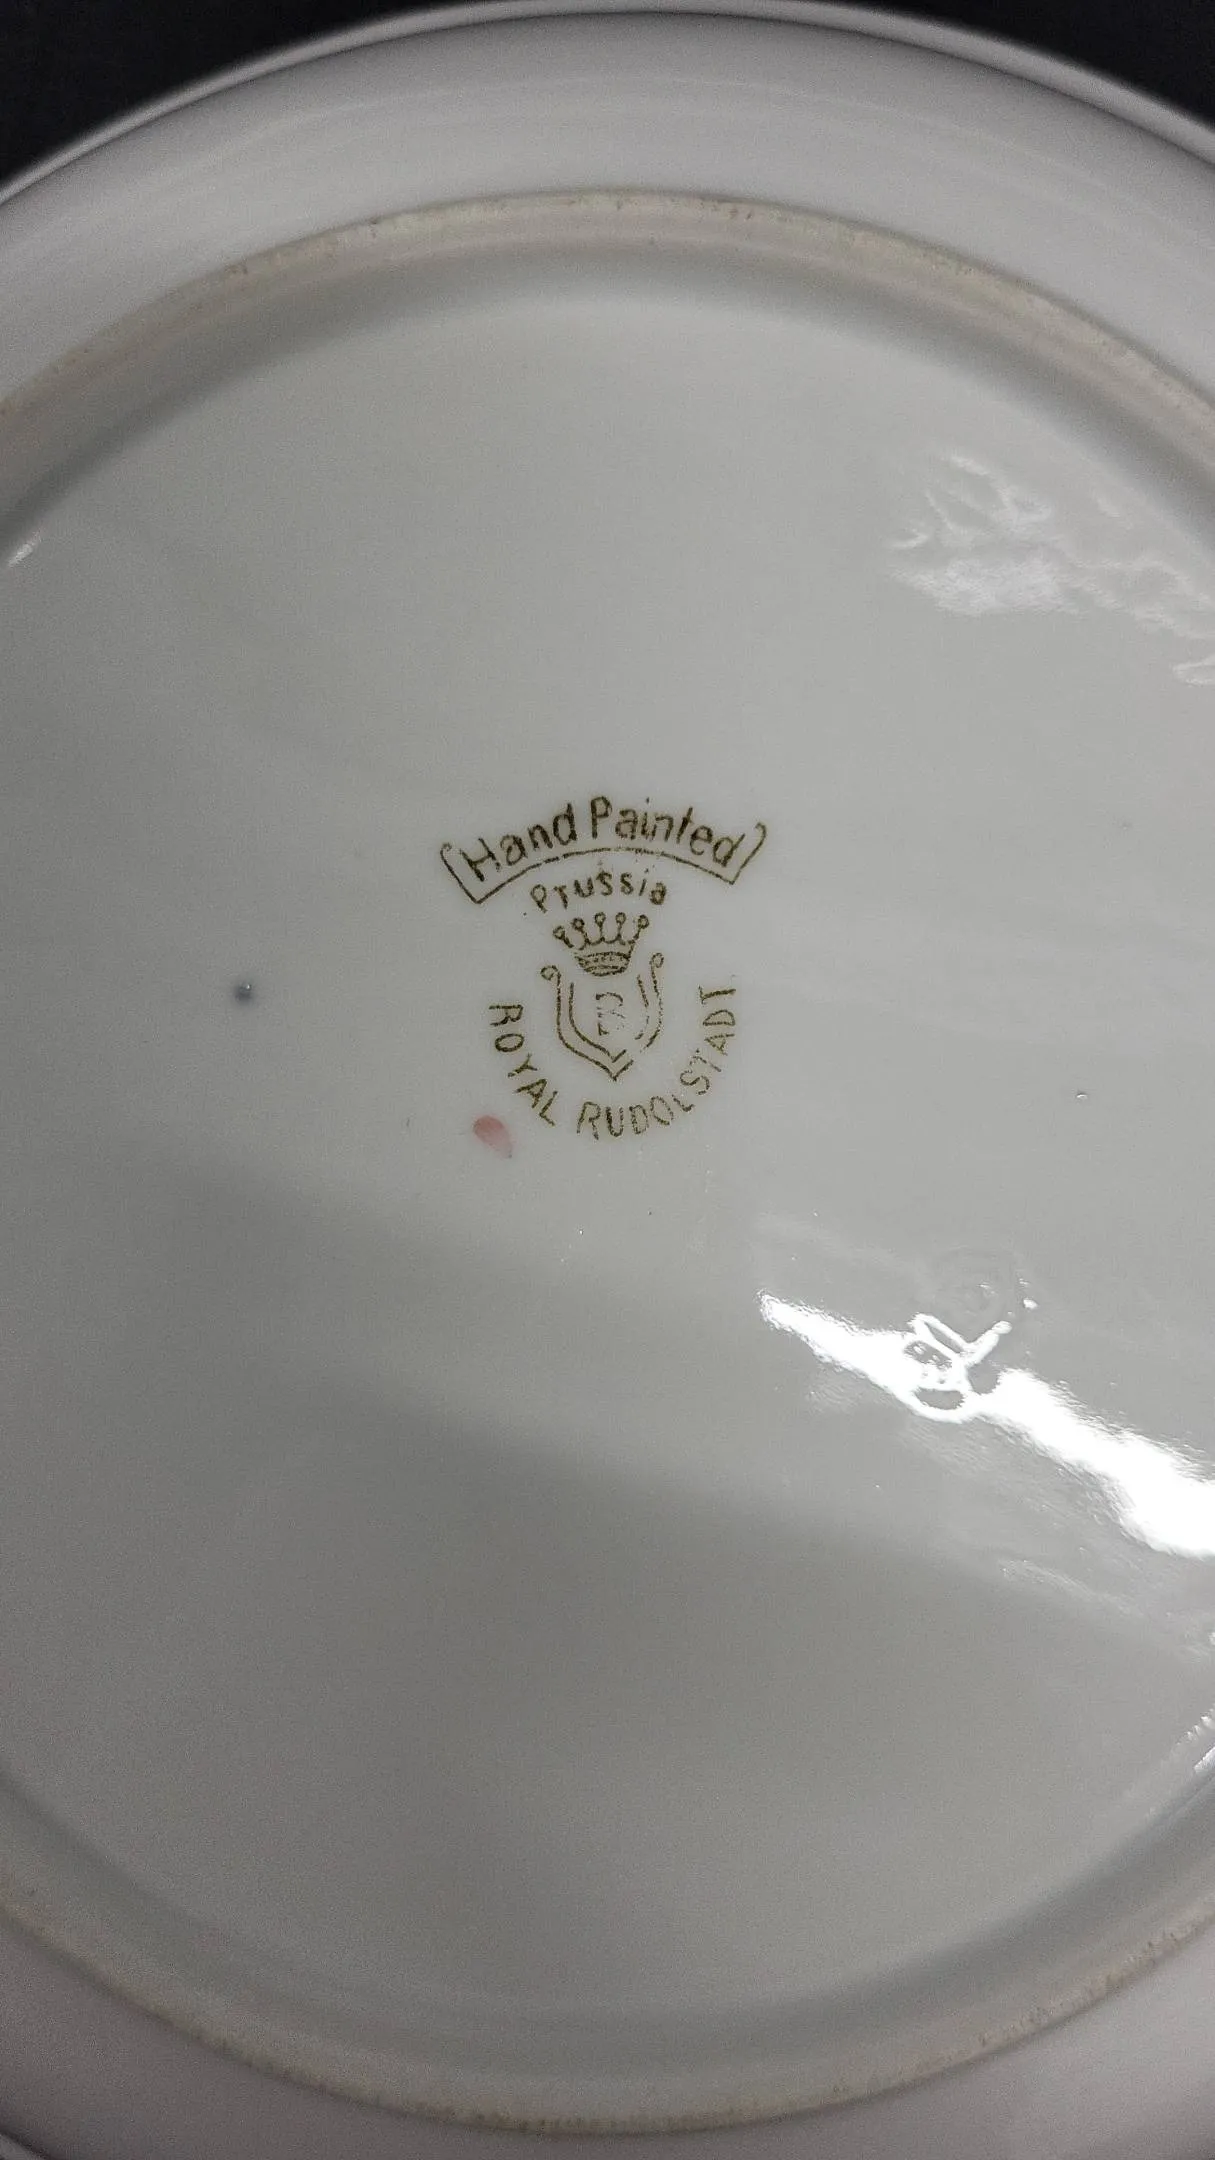 Hand Painted
Prussia
R
ROYAL RUDOLSTADT